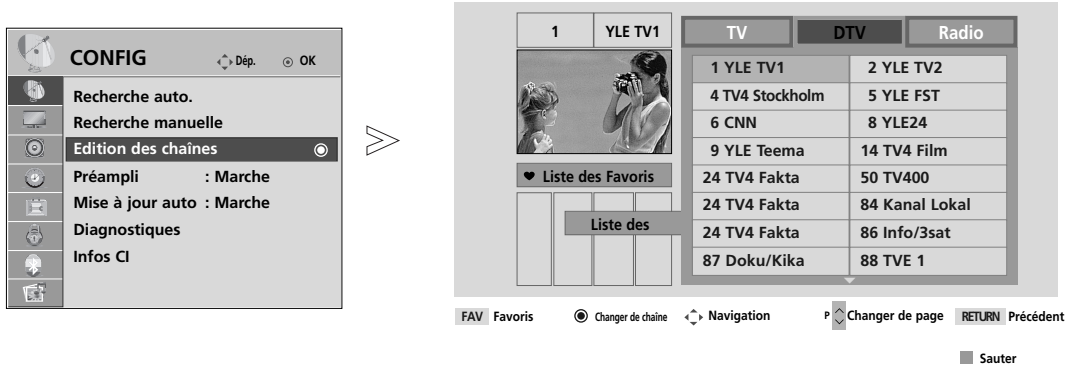 CONFIG Dép. OK
Recherche auto.
Recherche manuelle
Edition des chaînes
Préampli : Marche
Mise à jour auto : Marche
Diagnostiques
Infos CI
1 YLE TV1
TV DTV Radio
1 YLE TV1 2 YLE TV2
4 TV4 Stockholm 5 YLE FST
6 CNN 8 YLE24
9 YLE Teema 14 TV4 Film
24 TV4 Fakta 50 TV400
24 TV4 Fakta 84 Kanal Lokal
24 TV4 Fakta 86 Info/3sat
87 Doku/Kika 88 TVE 1
Liste des Favoris
Liste des
FAV Favoris Changer de chaîne Navigation P Changer de page RETURN Précédent
Sauter